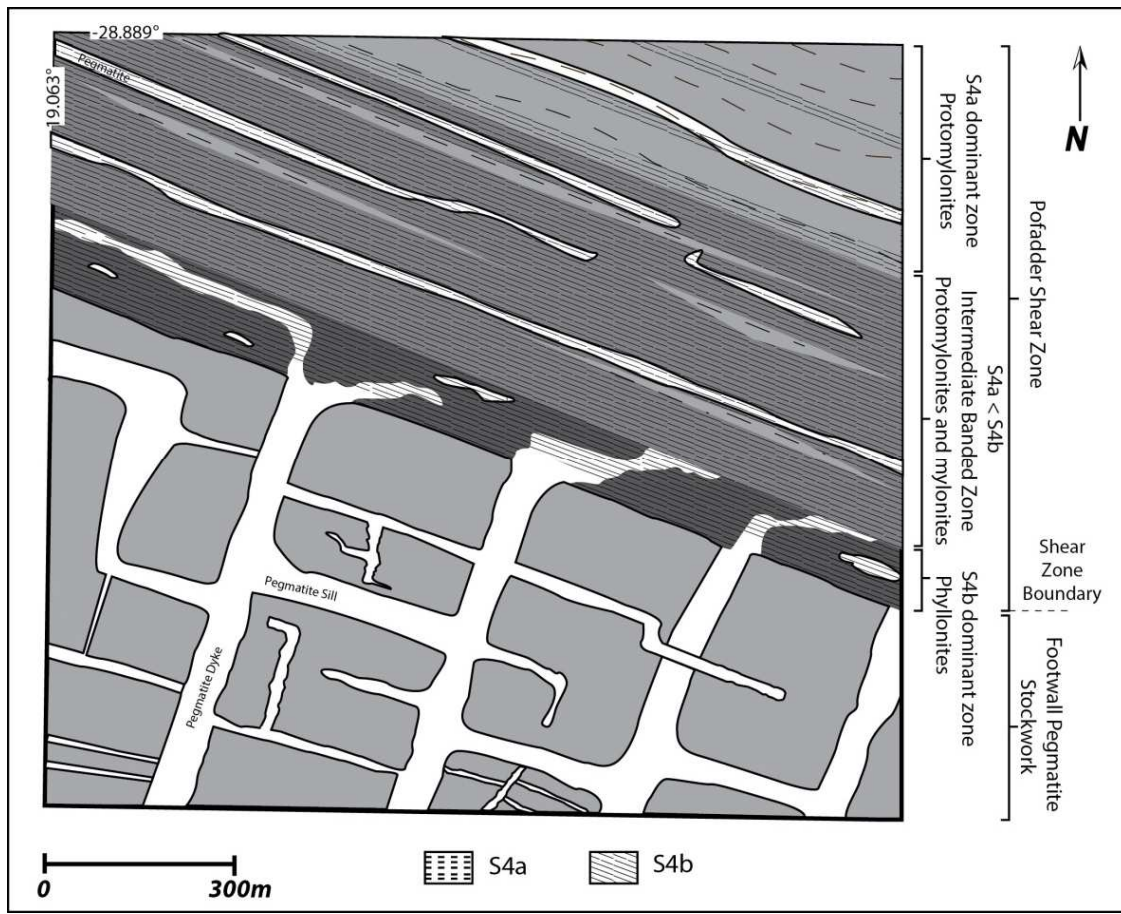 -28.889°
19.063°
Pegmatite
N
S4a dominant zone
Protomylonites
Intermediate Banded Zone
Protomylonites and mylonites
S4a < S4b
Pofadder Shear Zone
S4b dominant zone
Phyllonites
Shear
Zone
Boundary
Footwall Pegmatite
Stockwork
Pegmatite Sill
Pegmatite Dyke
0
300m
S4a
S4b